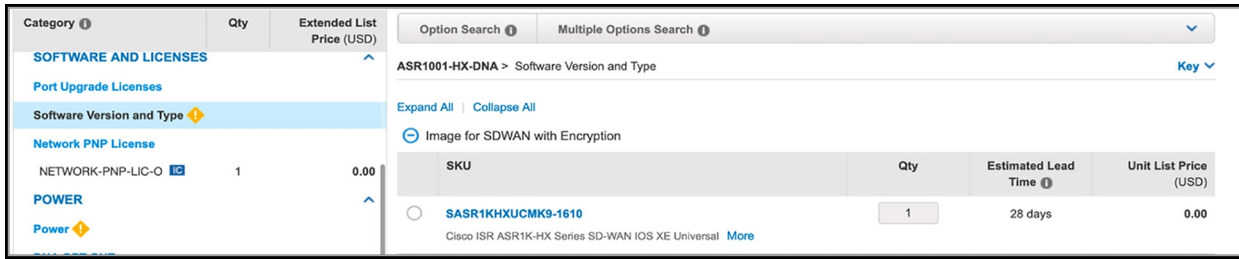 Category
Qty
Extended List
Price (USD)
SOFTWARE AND LICENSES
Port Upgrade Licenses
Software Version and Type
Network PNP License
NETWORK-PNP-LIC-O IC 1 0.00
POWER
Power
Option Search
Multiple Options Search
ASR1001-HX-DNA > Software Version and Type
Key
Expand All | Collapse All
Image for SDWAN with Encryption
SKU
Qty
Estimated Lead
Time
Unit List Price
(USD)
SASR1KHXUCMK9-1610 1 28 days 0.00
Cisco ISR ASR1K-HX Series SD-WAN IOS XE Universal More